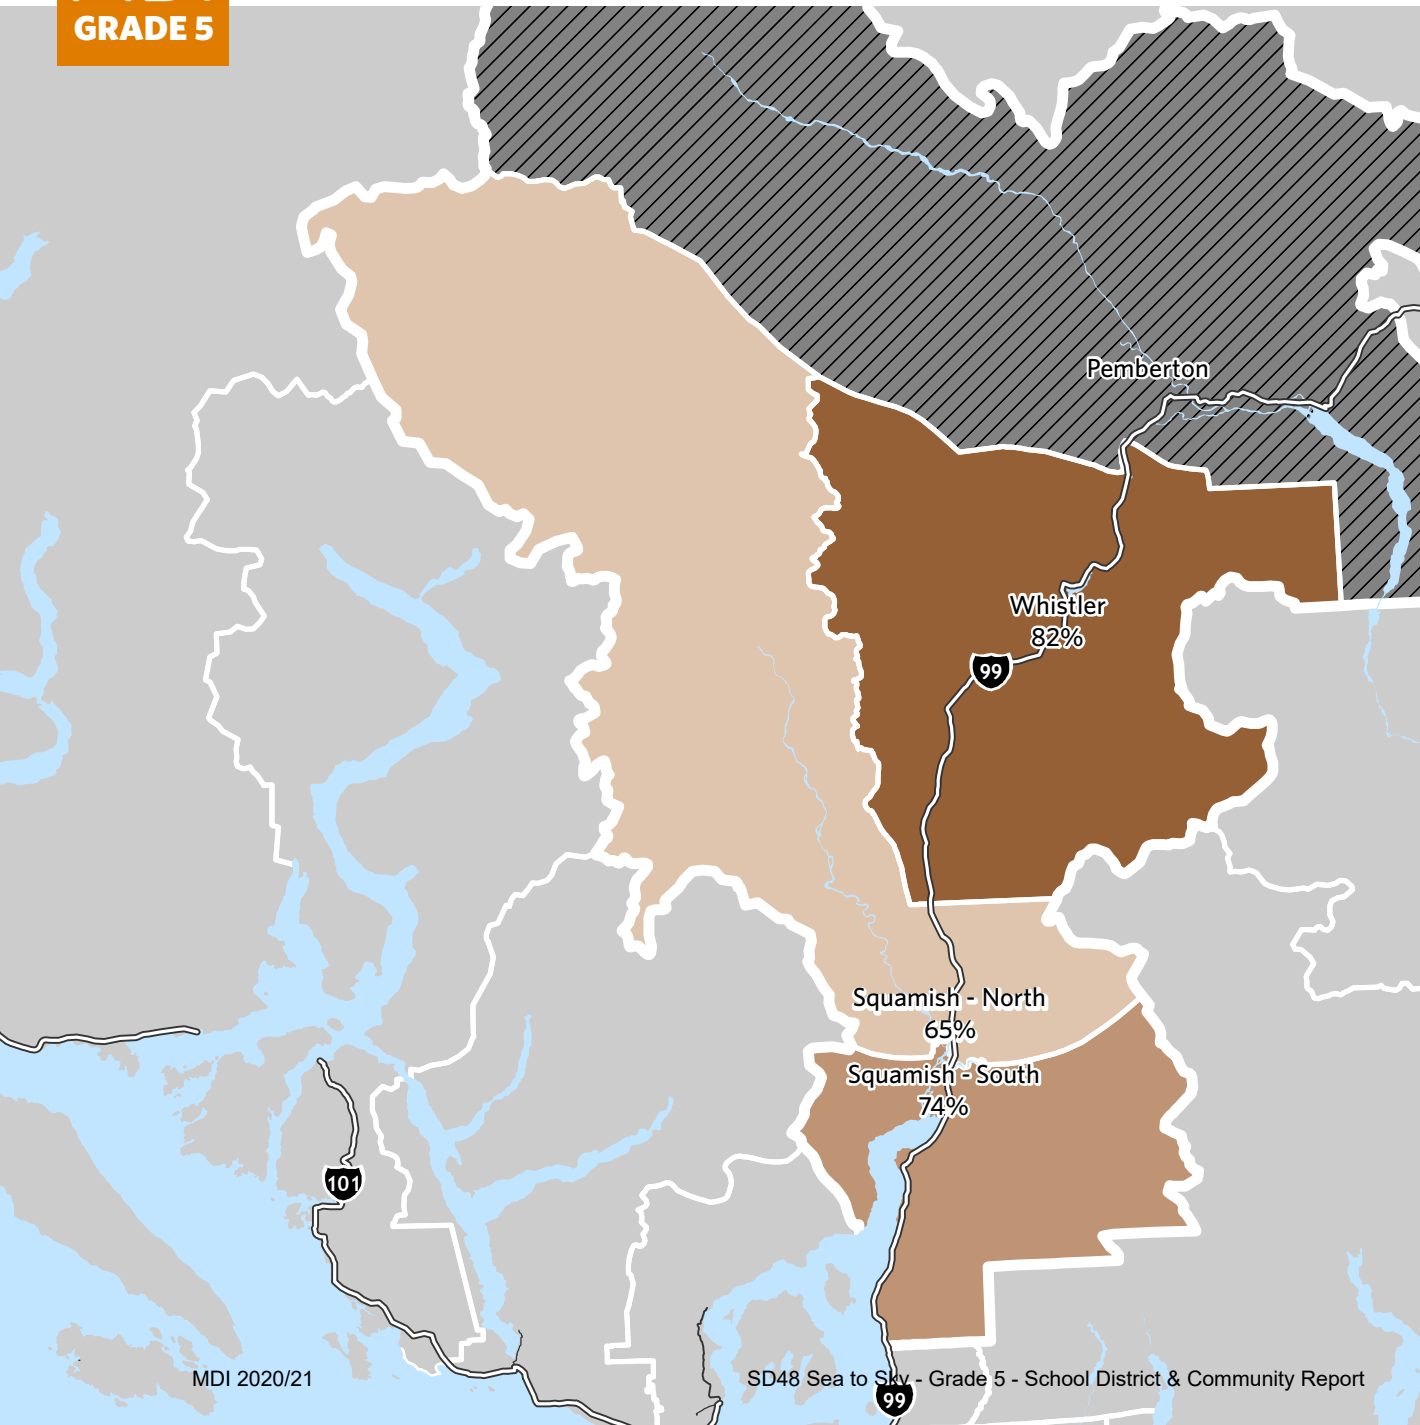 GRADE 5
Pemberton
Whistler
82%
99
Squamish - North
65%
Squamish - South
74%
101
MDI 2020/21
SD48 Sea to Sky - Grade 5 - School District & Community Report
99